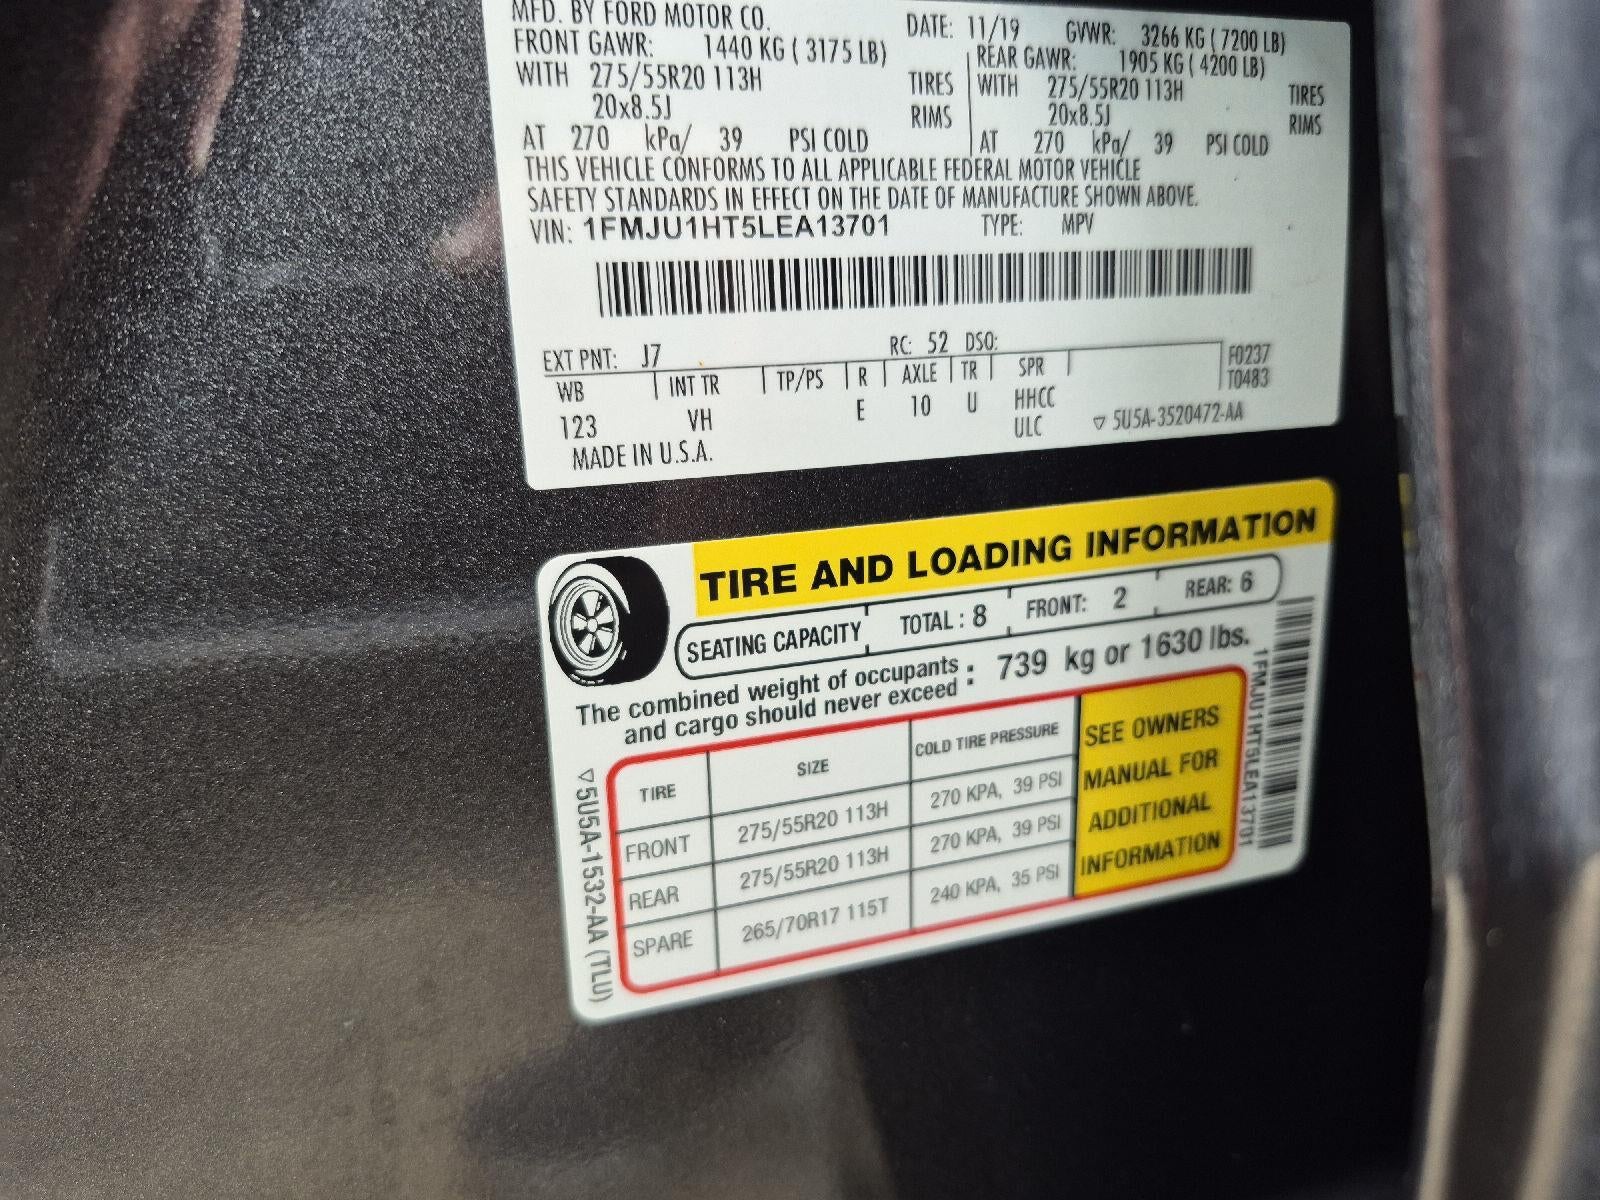 MFD. BY FORD MOTOR CO. DATE: 11/19 GVWR: 3266 KG ( 7200 LB)
FRONT GAWR: 1440 KG ( 3175 LB) REAR GAWR: 1905 KG ( 4200 LB)
WITH 275/55R20 113H TIRES WITH 275/55R20 113H TIRES
20x8.5J RIMS 20x8.5J RIMS
AT 270 kPa/ 39 PSI COLD AT 270 kPa/ 39 PSI COLD
THIS VEHICLE CONFORMS TO ALL APPLICABLE FEDERAL MOTOR VEHICLE
SAFETY STANDARDS IN EFFECT ON THE DATE OF MANUFACTURE SHOWN ABOVE.
VIN: 1FMJU1HT5LEA13701 TYPE: MPV
EXT PNT: J7 RC: 52 DSO: F0237
WB INT TR TP/PS R AXLE TR SPR T0483
123 VH E 10 U HHCC
ULC ▽ 5U5A-3520472-AA
MADE IN U.S.A.
TIRE AND LOADING INFORMATION
SEATING CAPACITY TOTAL : 8 FRONT: 2 REAR: 6
The combined weight of occupants and cargo should never exceed : 739 kg or 1630 lbs.
TIRE SIZE COLD TIRE PRESSURE
FRONT 275/55R20 113H 270 KPA, 39 PSI
REAR 275/55R20 113H 270 KPA, 39 PSI
SPARE 265/70R17 115T 240 KPA, 35 PSI
SEE OWNERS
MANUAL FOR
ADDITIONAL
INFORMATION
▽5U5A-1532-AA (TLU)
1FMJU1HT5LEA13701